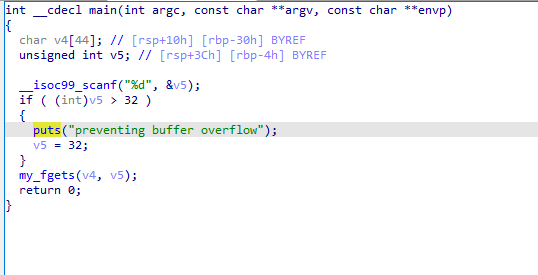 int __cdecl main(int argc, const char **argv, const char **envp)
{
char v4[44]; // [rsp+10h] [rbp-30h] BYREF
unsigned int v5; // [rsp+3Ch] [rbp-4h] BYREF
__isoc99_scanf("%d", &v5);
if ( (int)v5 > 32 )
{
puts("preventing buffer overflow");
v5 = 32;
}
my_fgets(v4, v5);
return 0;
}